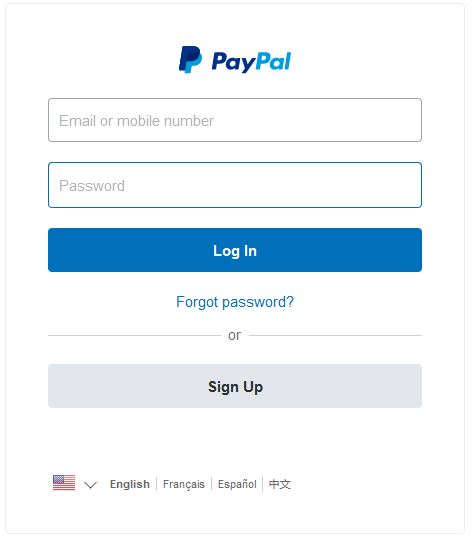 PayPal
Email or mobile number
Password
Log In
Forgot password?
or
Sign Up
English Français Español 中文